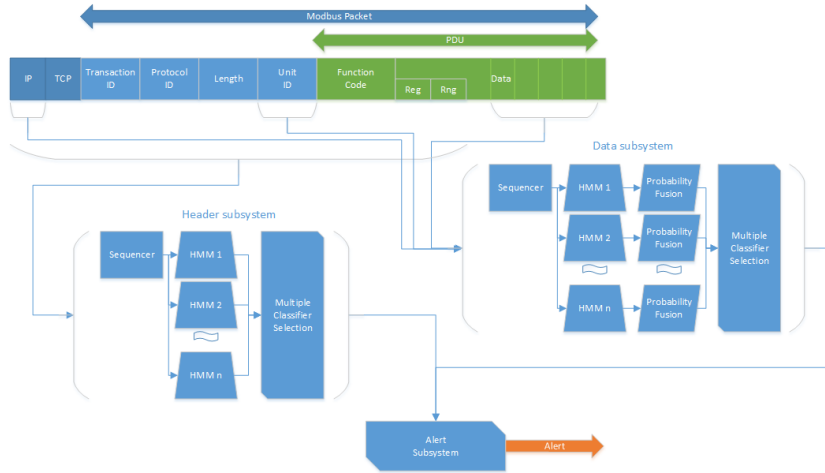 Modbus Packet
PDU
IP
TCP
Transaction
ID
Protocol
ID
Length
Unit
ID
Function
Code
Reg
Rng
Data
Data subsystem
Sequencer
HMM 1
Probability
Fusion
HMM 2
Probability
Fusion
HMM n
Probability
Fusion
Multiple
Classifier
Selection
Header subsystem
Sequencer
HMM 1
HMM 2
HMM n
Multiple
Classifier
Selection
Alert
Subsystem
Alert